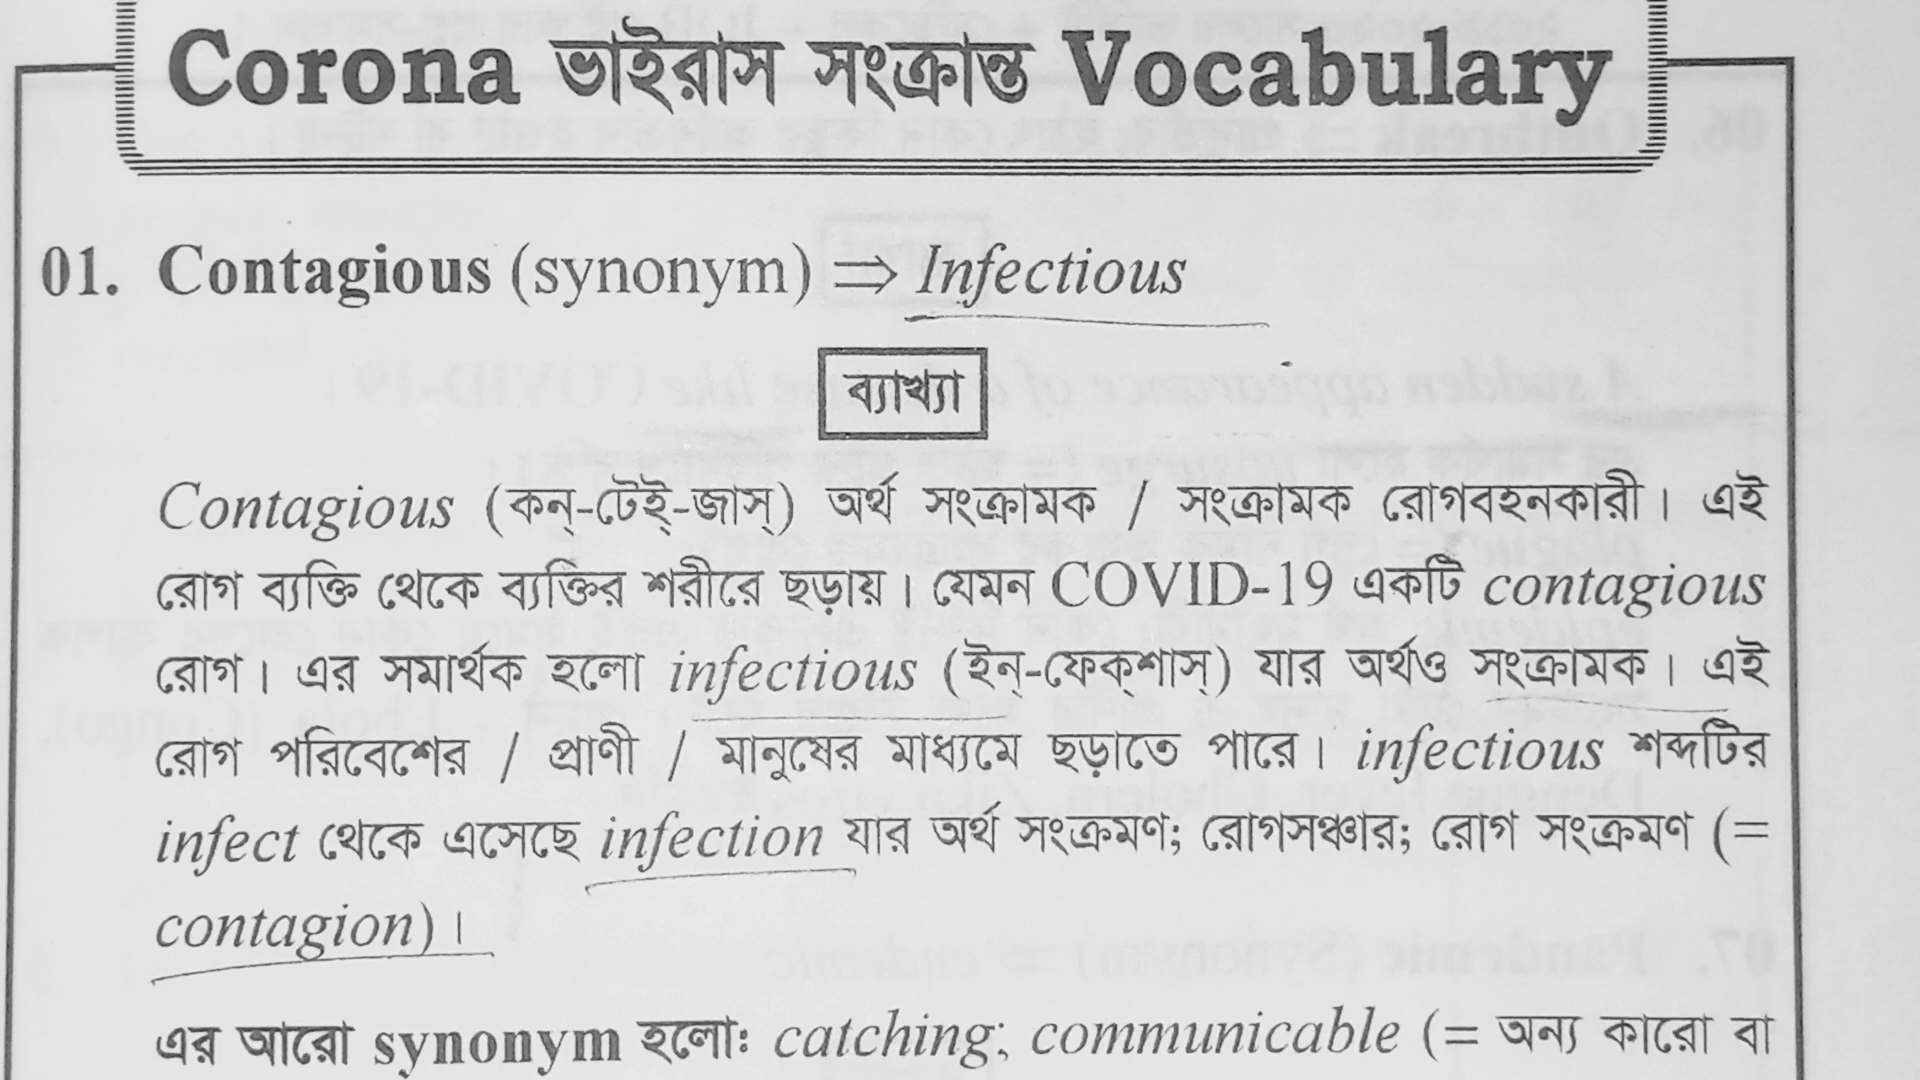 Corona ভাইরাস সংক্রান্ত Vocabulary
01. Contagious (synonym) ⇒ Infectious
ব্যাখ্যা
Contagious (কন্-টেই্-জাস্) অর্থ সংক্রামক / সংক্রামক রোগবহনকারী। এই
রোগ ব্যক্তি থেকে ব্যক্তির শরীরে ছড়ায়। যেমন COVID-19 একটি contagious
রোগ। এর সমার্থক হলো infectious (ইন্-ফেক্শাস্) যার অর্থও সংক্রামক। এই
রোগ পরিবেশের / প্রাণী / মানুষের মাধ্যমে ছড়াতে পারে। infectious শব্দটির
infect থেকে এসেছে infection যার অর্থ সংক্রমণ; রোগসঞ্চার; রোগ সংক্রমণ (=
contagion)।
এর আরো synonym হলোঃ catching; communicable (= অন্য কারো বা